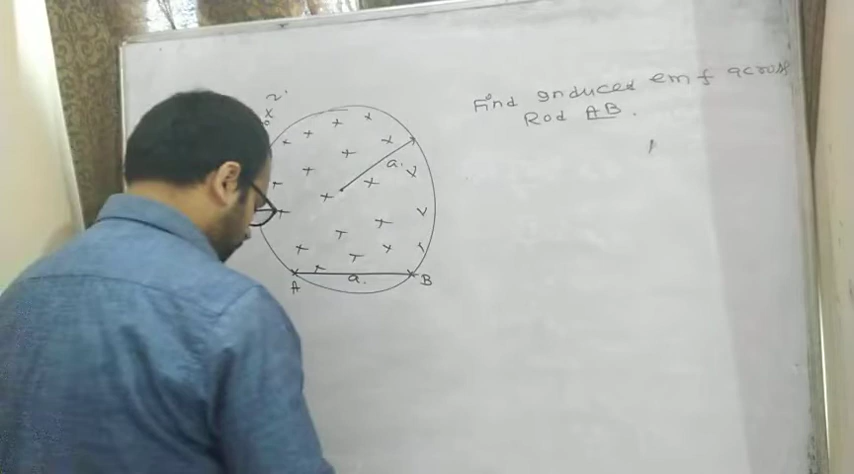 Find induced emf across
Rod AB.
a.
a.
A
B